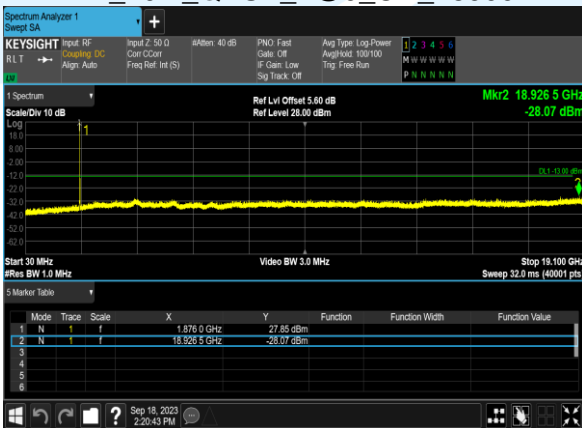 Spectrum Analyzer 1
Swept SA
KEYSIGHT
RLT
LW
Input: RF
Coupling: DC
Align: Auto
Input Z: 50 Ω
Corr CCorr
Freq Ref: Int (S)
#Atten: 40 dB
PNO: Fast
Gate: Off
IF Gain: Low
Sig Track: Off
Avg Type: Log-Power
Avg|Hold: 100/100
Trig: Free Run
1 2 3 4 5 6
M W W W W W
P N N N N N
1 Spectrum
Scale/Div 10 dB
Ref Lvl Offset 5.60 dB
Ref Level 28.00 dBm
Mkr2 18.926 5 GHz
-28.07 dBm
Log
18.0
8.00
-2.00
-12.0
-22.0
-32.0
-42.0
-52.0
-62.0
1
DL1 -13.00 dBm
2
Start 30 MHz
#Res BW 1.0 MHz
Video BW 3.0 MHz
Stop 19.100 GHz
Sweep 32.0 ms (40001 pts)
5 Marker Table
Mode Trace Scale X Y Function Function Width Function Value
1 N 1 f 1.876 0 GHz 27.85 dBm
2 N 1 f 18.926 5 GHz -28.07 dBm
3
4
5
6
?
Sep 18, 2023
2:20:43 PM